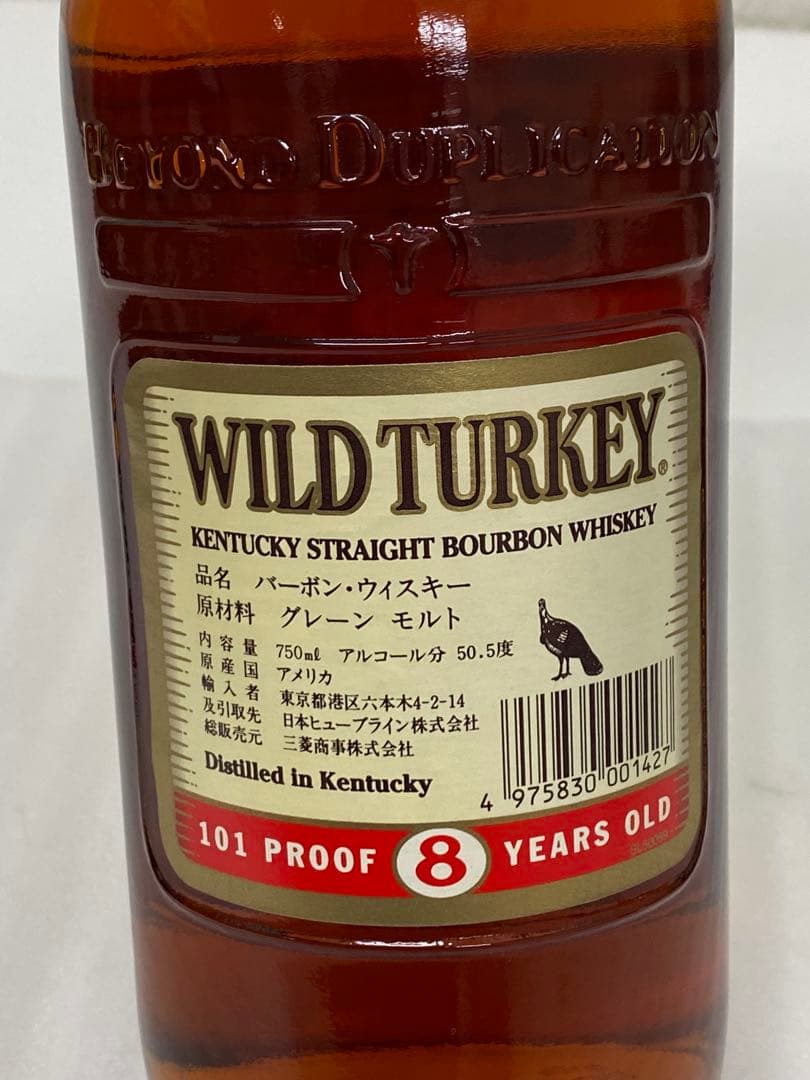 BEYOND DUPLICATION
WILD TURKEY®
KENTUCKY STRAIGHT BOURBON WHISKEY
品名 バーボン・ウィスキー
原材料 グレーン モルト
内容量 750ml アルコール分 50.5度
原産国 アメリカ
輸入者 東京都港区六本木4-2-14
及引取先 日本ヒューブライン株式会社
総販売元 三菱商事株式会社
Distilled in Kentucky
4 975830 001427
101 PROOF 8 YEARS OLD